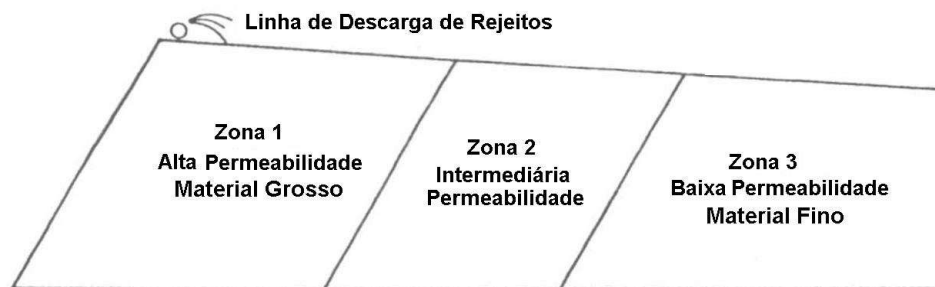 Linha de Descarga de Rejeitos
Zona 1
Alta Permeabilidade
Material Grosso
Zona 2
Intermediária
Permeabilidade
Zona 3
Baixa Permeabilidade
Material Fino